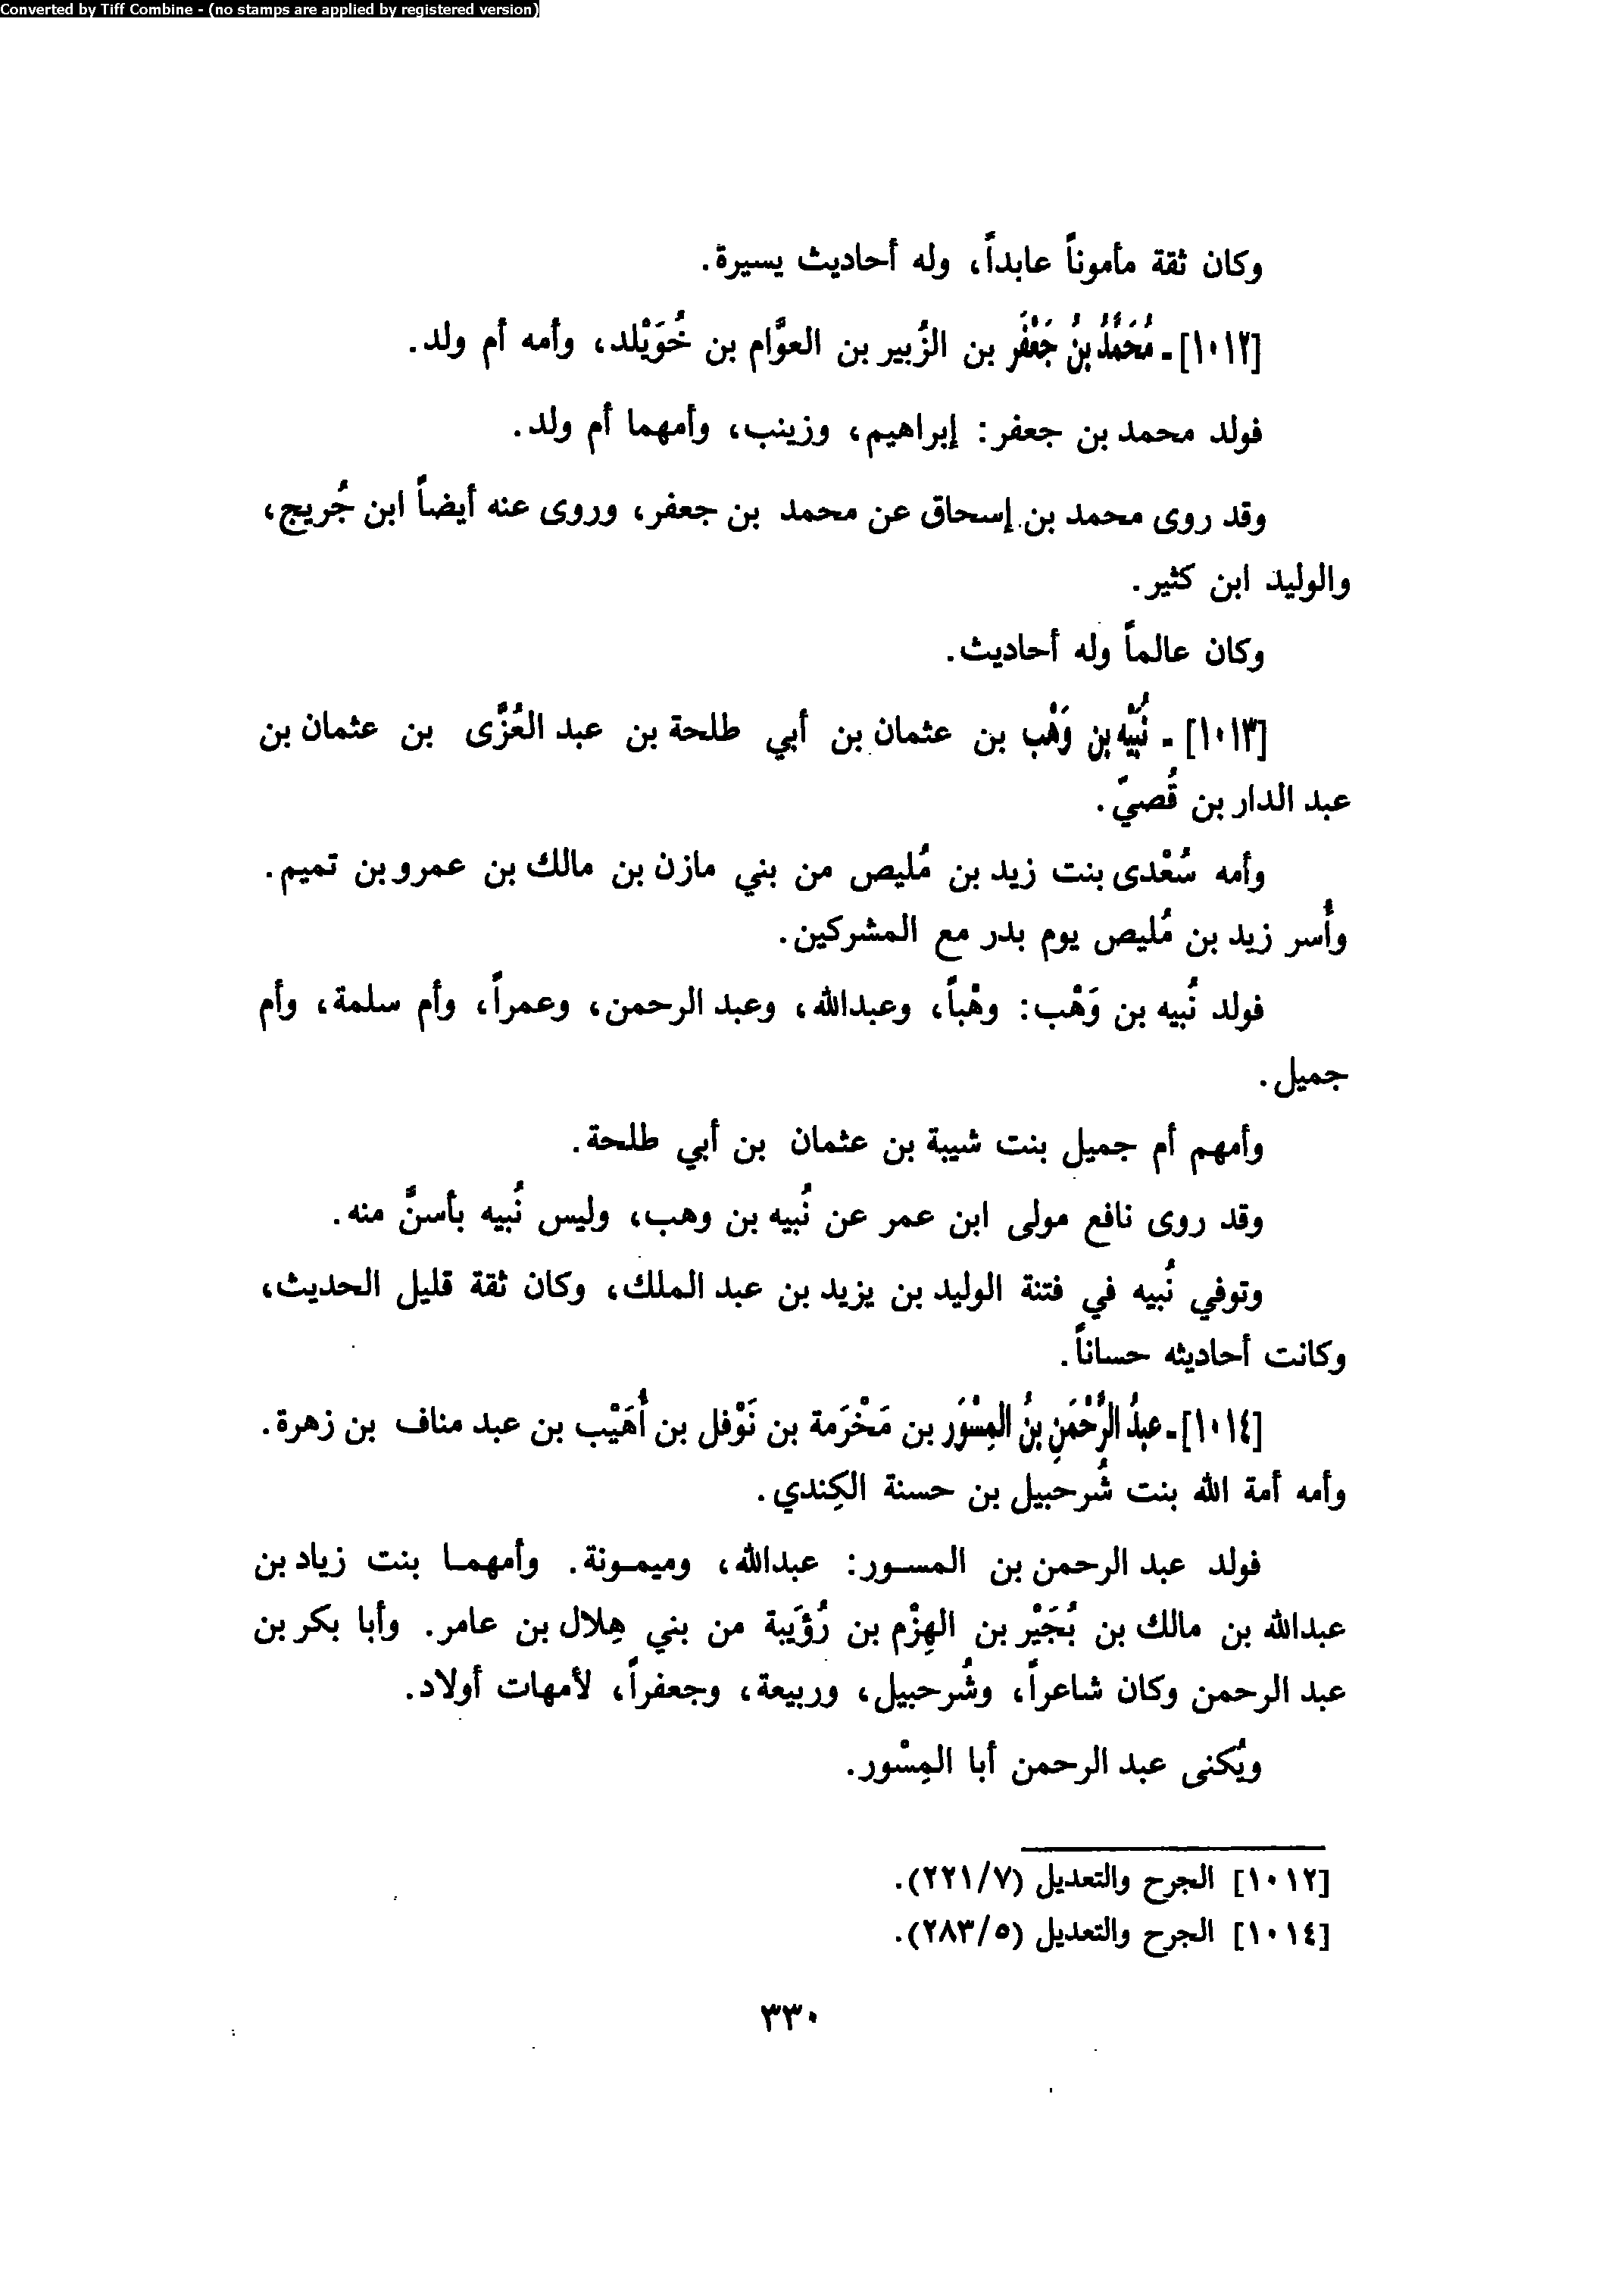 Converted by Tiff Combine - (no stamps are applied by registered version)
وكان ثقة مأموناً عابداً، وله أحاديث يسيرة.
[١٠١٢] ـ مُحَمَّدُ بنُ جَعْفَر بن الزُبير بن العوَّام بن خُوَيْلد، وأمه أم ولد.
فولد محمد بن جعفر: إبراهيم، وزينب، وأمهما أم ولد.
وقد روى محمد بن إسحاق عن محمد بن جعفر، وروى عنه أيضاً ابن جُريج،
والوليد ابن كثير.
وكان عالماً وله أحاديث.
[١٠١٣] ـ نُبَيْه بن وَهْب بن عثمان بن أبي طلحة بن عبد العُزَّى بن عثمان بن
عبد الدار بن قُصيّ.
وأمه سُعْدى بنت زيد بن مُليص من بني مازن بن مالك بن عمرو بن تميم.
وأُسر زيد بن مُليص يوم بدر مع المشركين.
فولد نُبيه بن وَهْب: وهْباً، وعبدالله، وعبد الرحمن، وعمراً، وأم سلمة، وأم
جميل.
وأمهم أم جميل بنت شيبة بن عثمان بن أبي طلحة.
وقد روى نافع مولى ابن عمر عن نُبيه بن وهب، وليس نُبيه بأسنَّ منه.
وتوفي نُبيه في فتنة الوليد بن يزيد بن عبد الملك، وكان ثقة قليل الحديث،
وكانت أحاديثه حساناً.
[١٠١٤] ـ عبدُ الرَّحْمَنِ بنُ المِسْوَر بن مَخْرَمة بن نَوْفل بن أُهَيْب بن عبد مناف بن زهرة.
وأمه أمة الله بنت شُرحبيل بن حسنة الكِندي.
فولد عبد الرحمن بن المسور: عبدالله، وميمونة. وأمهما بنت زياد بن
عبدالله بن مالك بن بُجَيْر بن الهِزْم بن رُؤَيبة من بني هِلال بن عامر. وأبا بكر بن
عبد الرحمن وكان شاعراً، وشُرحبيل، وربيعة، وجعفراً، لأمهات أولاد.
ويُكنى عبد الرحمن أبا المِسْور.
[١٠١٢] الجرح والتعديل (٢٢١/٧).
[١٠١٤] الجرح والتعديل (٢٨٣/٥).
٣٣٠